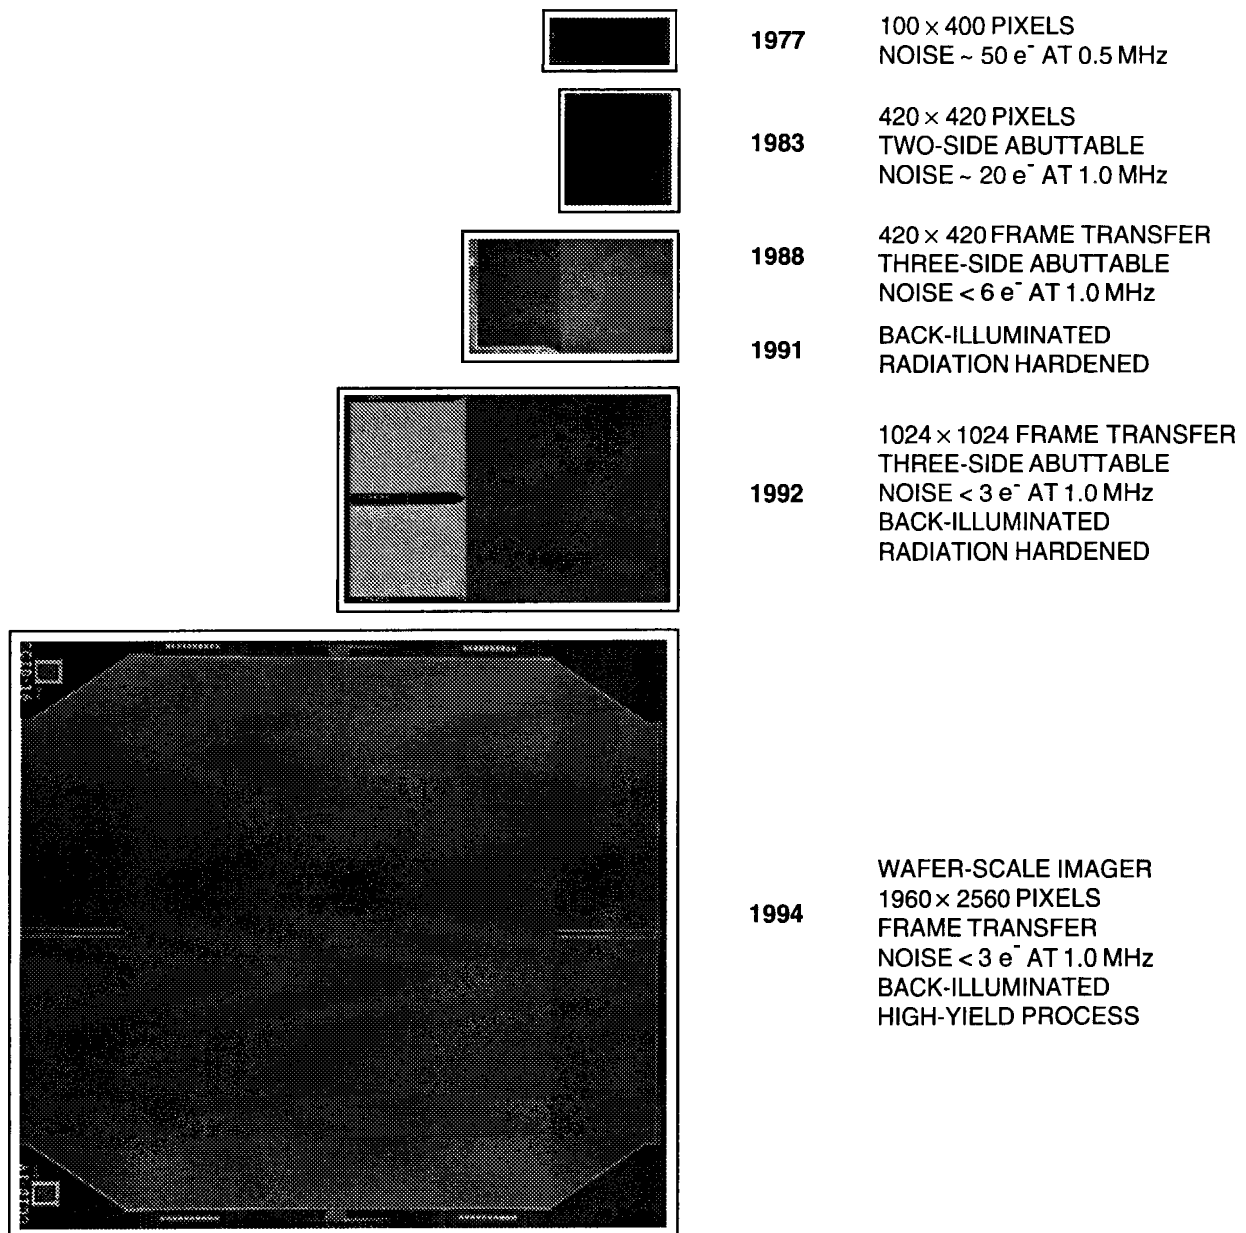 1977
100 × 400 PIXELS
NOISE ~ 50 e⁻ AT 0.5 MHz
1983
420 × 420 PIXELS
TWO-SIDE ABUTTABLE
NOISE ~ 20 e⁻ AT 1.0 MHz
1988
420 × 420 FRAME TRANSFER
THREE-SIDE ABUTTABLE
NOISE < 6 e⁻ AT 1.0 MHz
1991
BACK-ILLUMINATED
RADIATION HARDENED
1992
1024 × 1024 FRAME TRANSFER
THREE-SIDE ABUTTABLE
NOISE < 3 e⁻ AT 1.0 MHz
BACK-ILLUMINATED
RADIATION HARDENED
1994
WAFER-SCALE IMAGER
1960 × 2560 PIXELS
FRAME TRANSFER
NOISE < 3 e⁻ AT 1.0 MHz
BACK-ILLUMINATED
HIGH-YIELD PROCESS